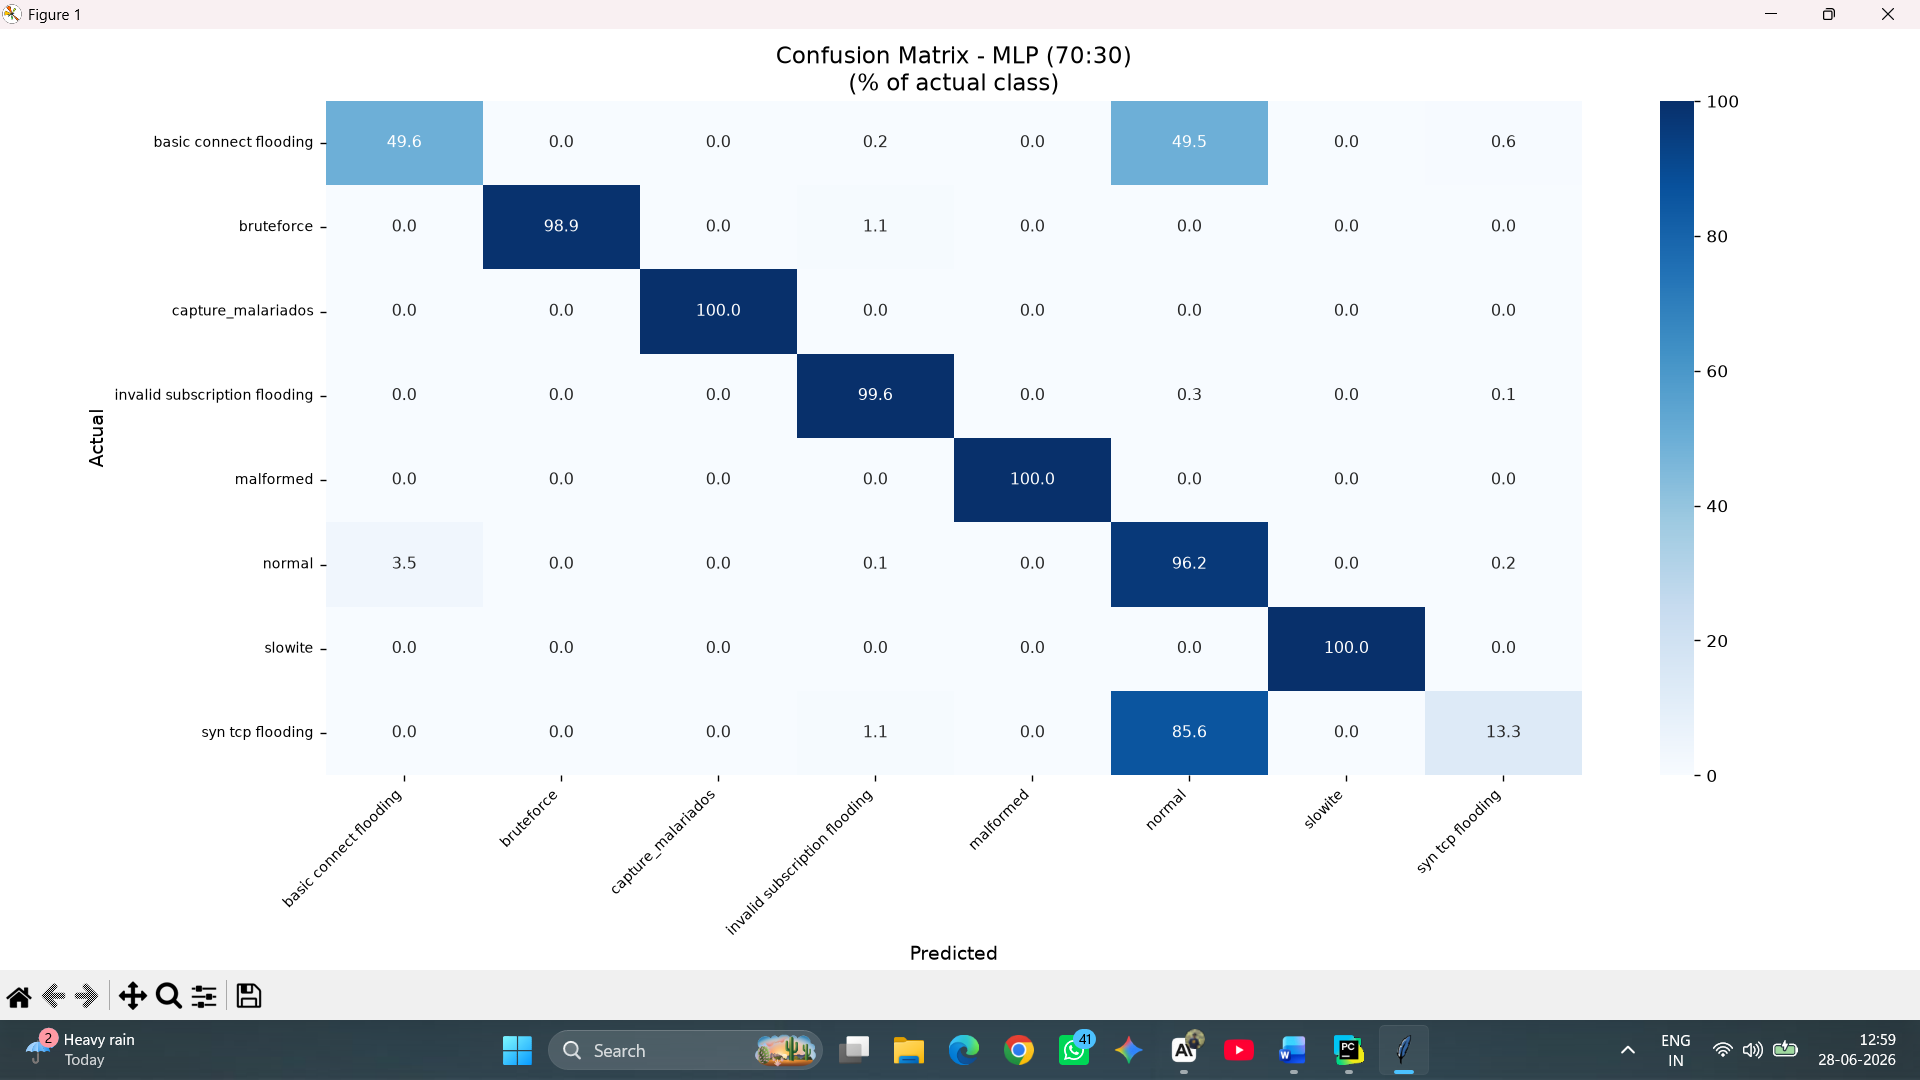 Figure 1
Confusion Matrix - MLP (70:30)
(% of actual class)
basic connect flooding 49.6 0.0 0.0 0.2 0.0 49.5 0.0 0.6
bruteforce 0.0 98.9 0.0 1.1 0.0 0.0 0.0 0.0
capture_malariados 0.0 0.0 100.0 0.0 0.0 0.0 0.0 0.0
invalid subscription flooding 0.0 0.0 0.0 99.6 0.0 0.3 0.0 0.1
malformed 0.0 0.0 0.0 0.0 100.0 0.0 0.0 0.0
normal 3.5 0.0 0.0 0.1 0.0 96.2 0.0 0.2
slowite 0.0 0.0 0.0 0.0 0.0 0.0 100.0 0.0
syn tcp flooding 0.0 0.0 0.0 1.1 0.0 85.6 0.0 13.3
Actual
100
80
60
40
20
0
basic connect flooding
bruteforce
capture_malariados
invalid subscription flooding
malformed
normal
slowite
syn tcp flooding
Predicted
2
Heavy rain
Today
Search
41
AI
W
PC
ENG
IN
12:59
28-06-2026